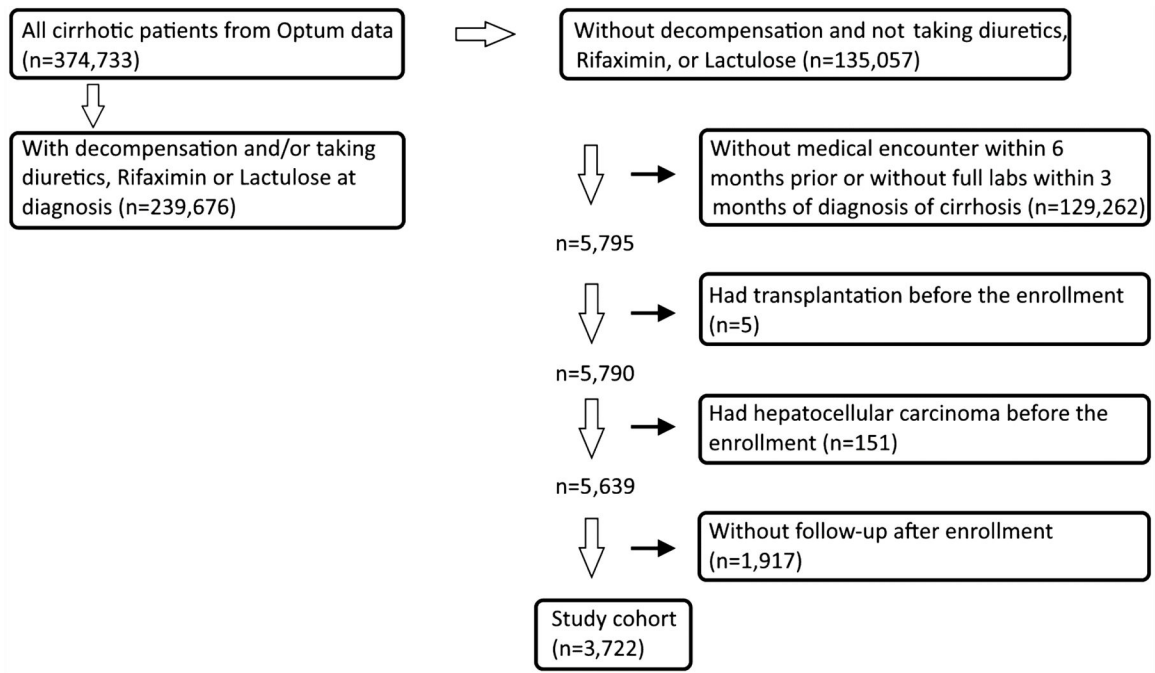 All cirrhotic patients from Optum data
(n=374,733)
Without decompensation and not taking diuretics,
Rifaximin, or Lactulose (n=135,057)
With decompensation and/or taking
diuretics, Rifaximin or Lactulose at
diagnosis (n=239,676)
Without medical encounter within 6
months prior or without full labs within 3
months of diagnosis of cirrhosis (n=129,262)
n=5,795
Had transplantation before the enrollment
(n=5)
n=5,790
Had hepatocellular carcinoma before the
enrollment (n=151)
n=5,639
Without follow-up after enrollment
(n=1,917)
Study cohort
(n=3,722)